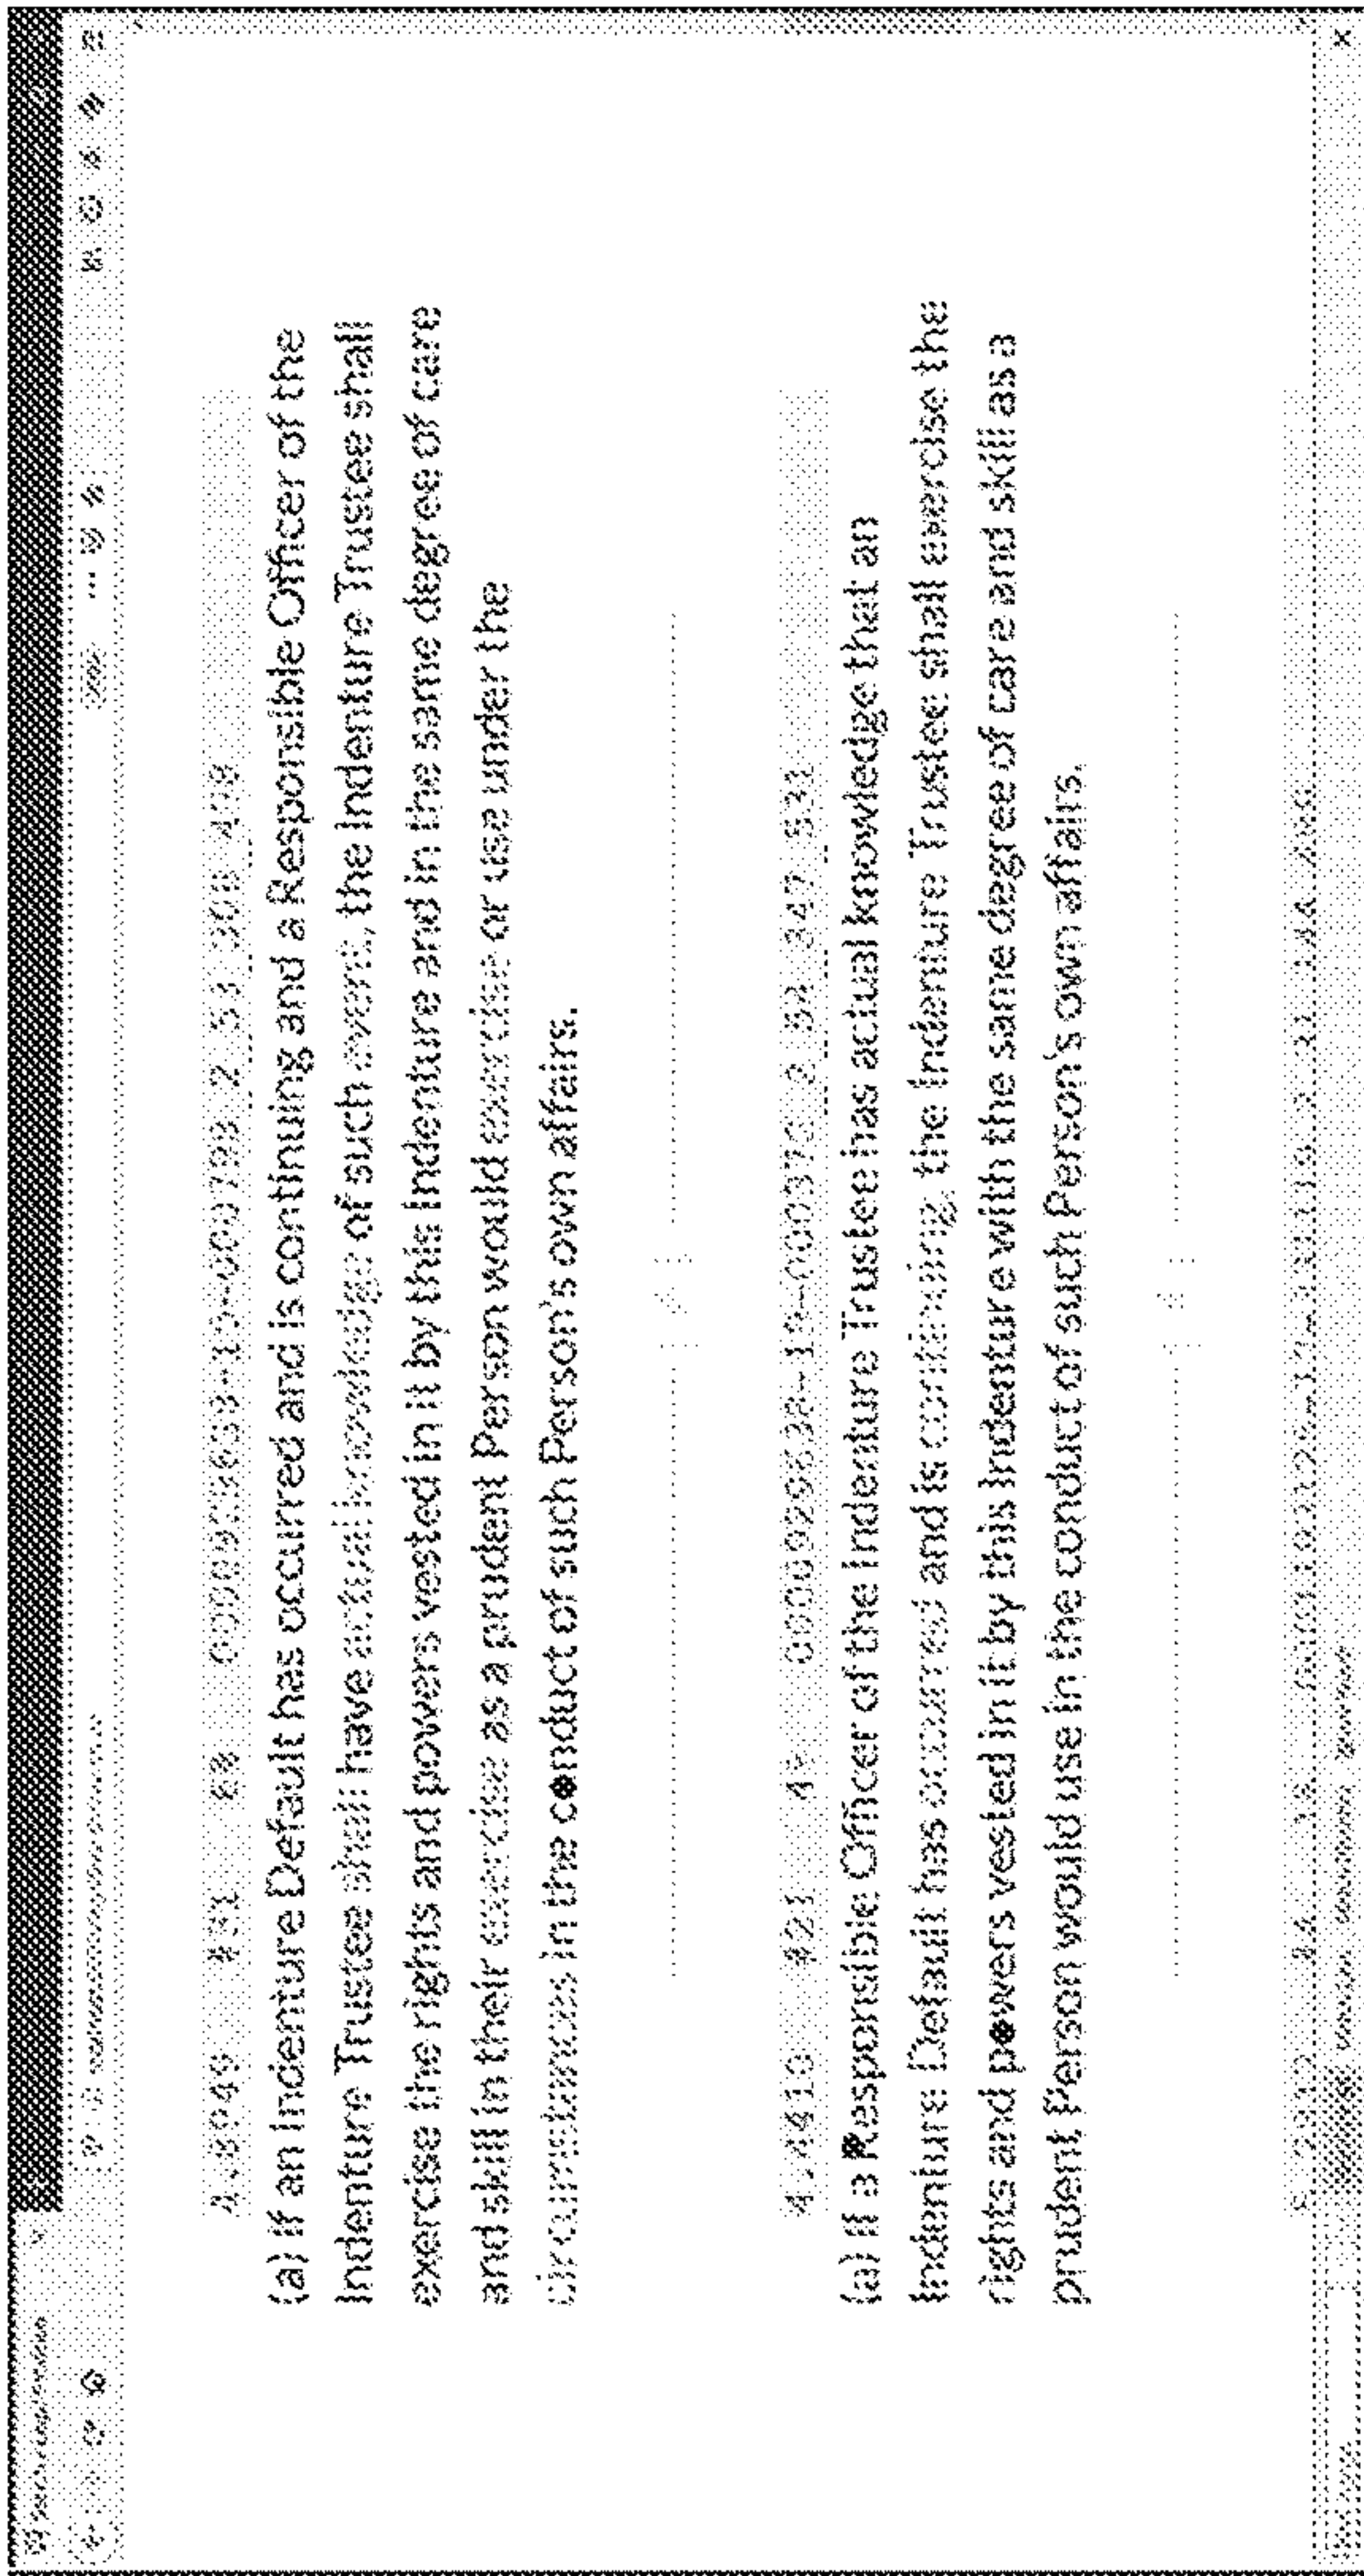 (a) If an Indenture Default has occurred and is continuing and a Responsible Officer of the
Indenture Trustee shall have actual knowledge of such event, the Indenture Trustee shall
exercise the rights and powers vested in it by this Indenture and in the same degree of care
and skill in their exercise as a prudent Person would exercise or use under the
circumstances in the conduct of such Person's own affairs.
(a) If a Responsible Officer of the Indenture Trustee has actual knowledge that an
Indenture Default has occurred and is continuing, the Indenture Trustee shall exercise the
rights and powers vested in it by this Indenture with the same degree of care and skill as a
prudent Person would use in the conduct of such Person's own affairs.